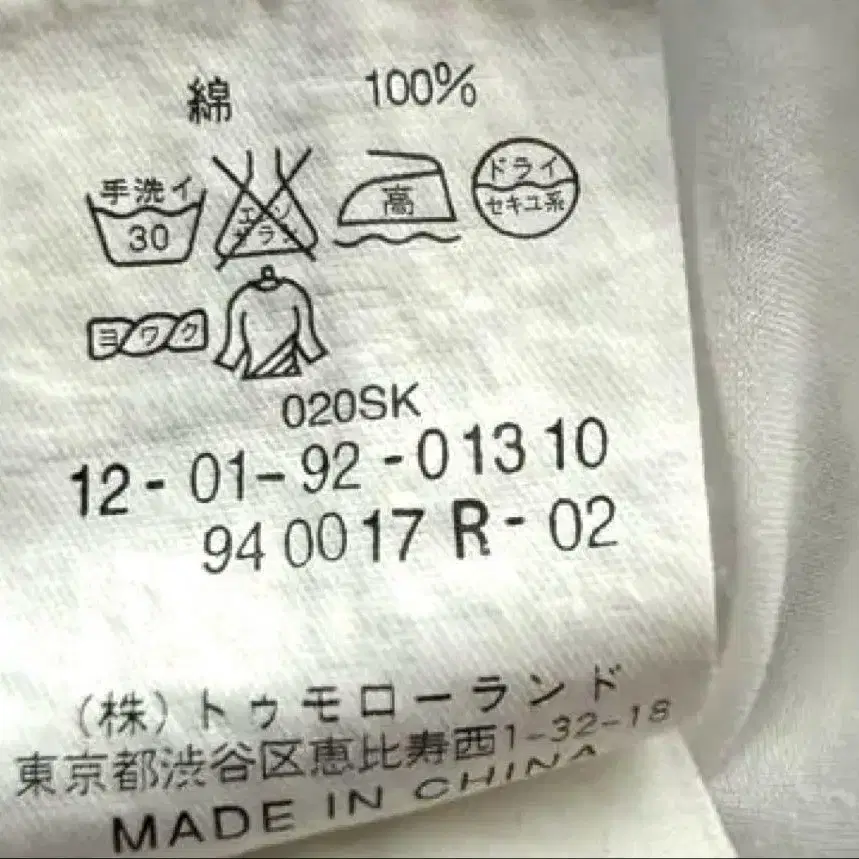 綿 100%
手洗イ 30
エンソ サラシ
高
ドライ セキユ系
ヨワク
020SK
12-01-92-01310
940017 R-02
(株)トゥモローランド
東京都渋谷区恵比寿西1-32-18
MADE IN CHINA